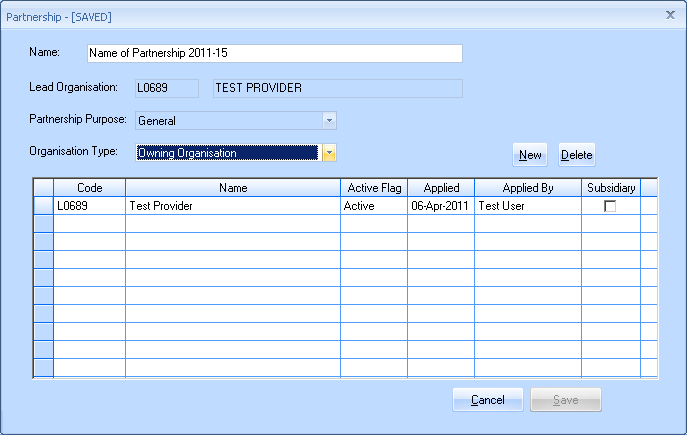 Partnership - [SAVED]
Name: Name of Partnership 2011-15
Lead Organisation: L0689 TEST PROVIDER
Partnership Purpose: General
Organisation Type: Owning Organisation New Delete
Code Name Active Flag Applied Applied By Subsidiary
L0689 Test Provider Active 06-Apr-2011 Test User
Cancel Save